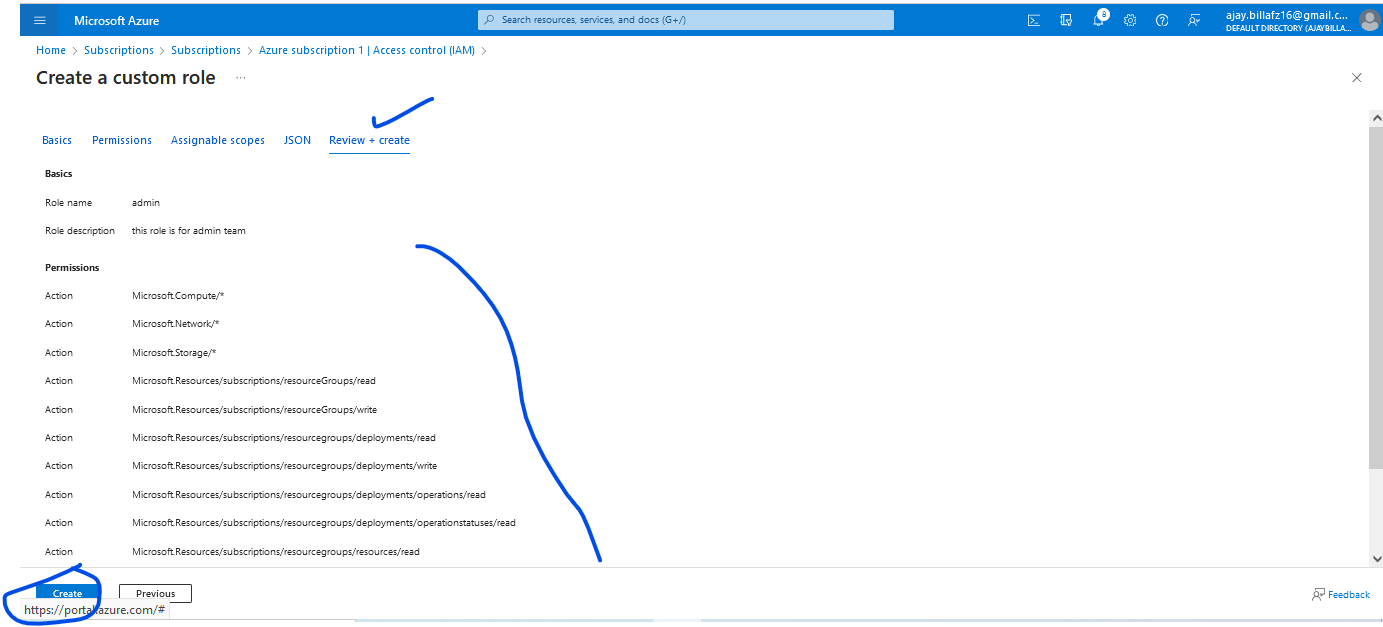 Microsoft Azure
Search resources, services, and docs (G+/)
8
ajay.billafz16@gmail.c...
DEFAULT DIRECTORY (AJAYBILLA...
Home > Subscriptions > Subscriptions > Azure subscription 1 | Access control (IAM) >
Create a custom role ...
Basics Permissions Assignable scopes JSON Review + create
Basics
Role name admin
Role description this role is for admin team
Permissions
Action Microsoft.Compute/*
Action Microsoft.Network/*
Action Microsoft.Storage/*
Action Microsoft.Resources/subscriptions/resourceGroups/read
Action Microsoft.Resources/subscriptions/resourceGroups/write
Action Microsoft.Resources/subscriptions/resourcegroups/deployments/read
Action Microsoft.Resources/subscriptions/resourcegroups/deployments/write
Action Microsoft.Resources/subscriptions/resourcegroups/deployments/operations/read
Action Microsoft.Resources/subscriptions/resourcegroups/deployments/operationstatuses/read
Action Microsoft.Resources/subscriptions/resourcegroups/resources/read
Create Previous Feedback
https://portal.azure.com/#